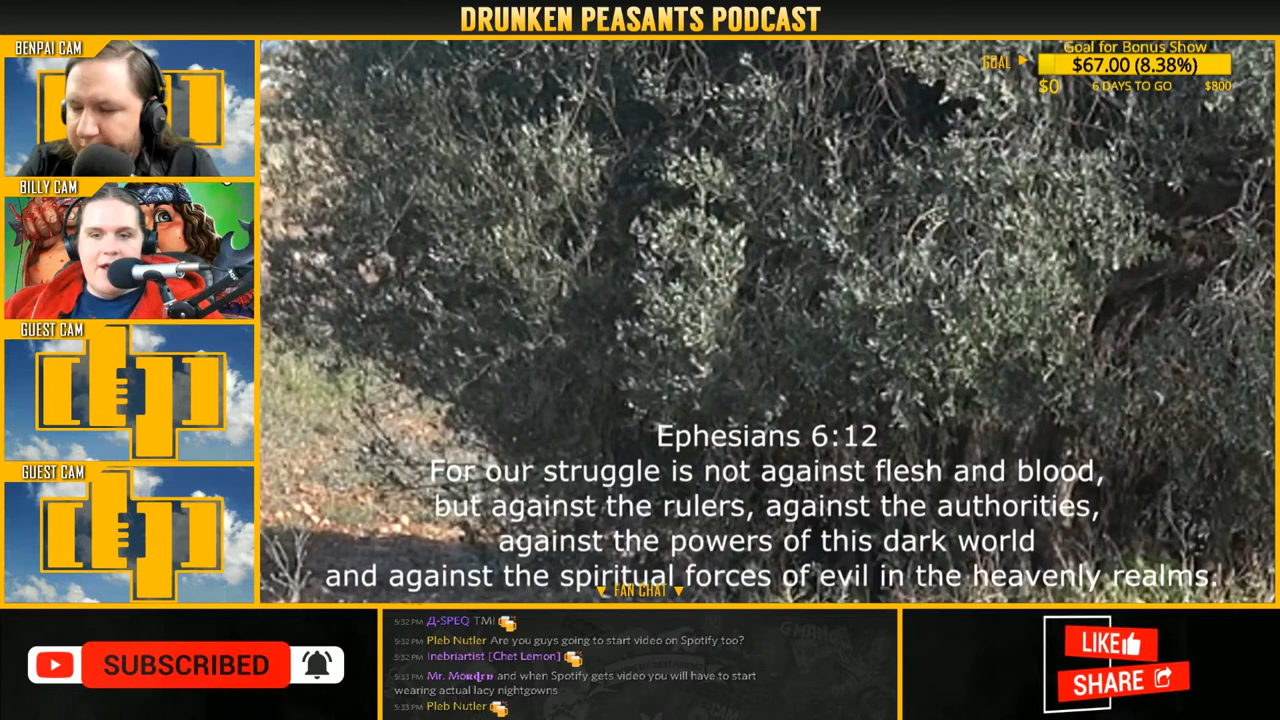 DRUNKEN PEASANTS PODCAST
BENPAI CAM
BILLY CAM
GUEST CAM
GUEST CAM
Goal for Bonus Show
GOAL
$67.00 (8.38%)
$0
6 DAYS TO GO
$800
Ephesians 6:12
For our struggle is not against flesh and blood,
but against the rulers, against the authorities,
against the powers of this dark world
and against the spiritual forces of evil in the heavenly realms.
FAN CHAT
5:32 PM Д-SPEQ TMI
5:32 PM Pleb Nutler Are you guys going to start video on Spotify too?
5:32 PM Inebriartist [Chet Lemon]
5:33 PM Mr. and when Spotify gets video you will have to start
wearing actual lacy nightgowns
5:33 PM Pleb Nutler
SUBSCRIBED
LIKE
SHARE